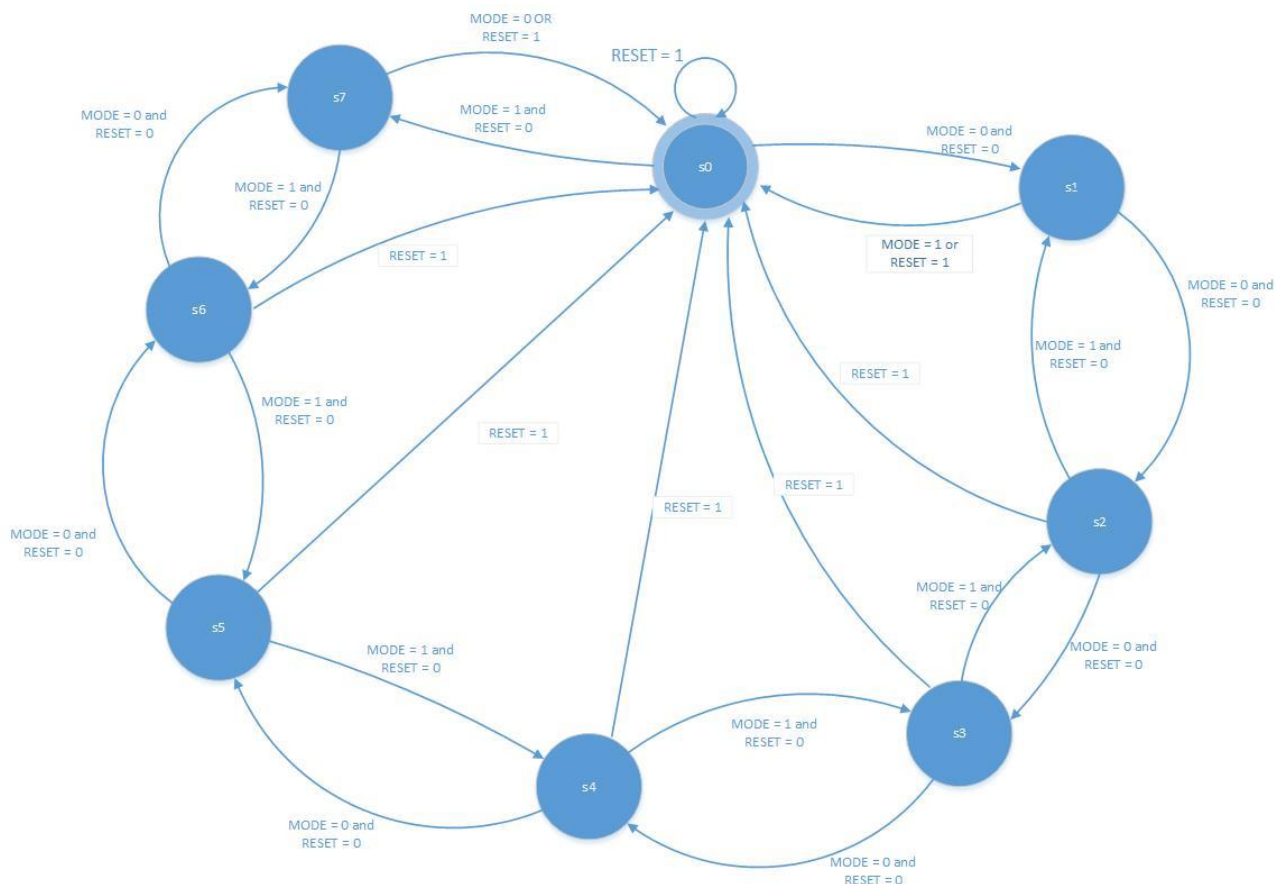 MODE = 0 OR
RESET = 1
RESET = 1
s7
MODE = 0 and
RESET = 0
MODE = 1 and
RESET = 0
MODE = 0 and
RESET = 0
s0
s1
MODE = 1 and
RESET = 0
MODE = 1 or
RESET = 1
RESET = 1
MODE = 0 and
RESET = 0
s6
MODE = 1 and
RESET = 0
RESET = 1
MODE = 1 and
RESET = 0
RESET = 1
RESET = 1
RESET = 1
s2
MODE = 0 and
RESET = 0
MODE = 1 and
RESET = 0
s5
MODE = 1 and
RESET = 0
MODE = 0 and
RESET = 0
MODE = 1 and
RESET = 0
s3
s4
MODE = 0 and
RESET = 0
MODE = 0 and
RESET = 0